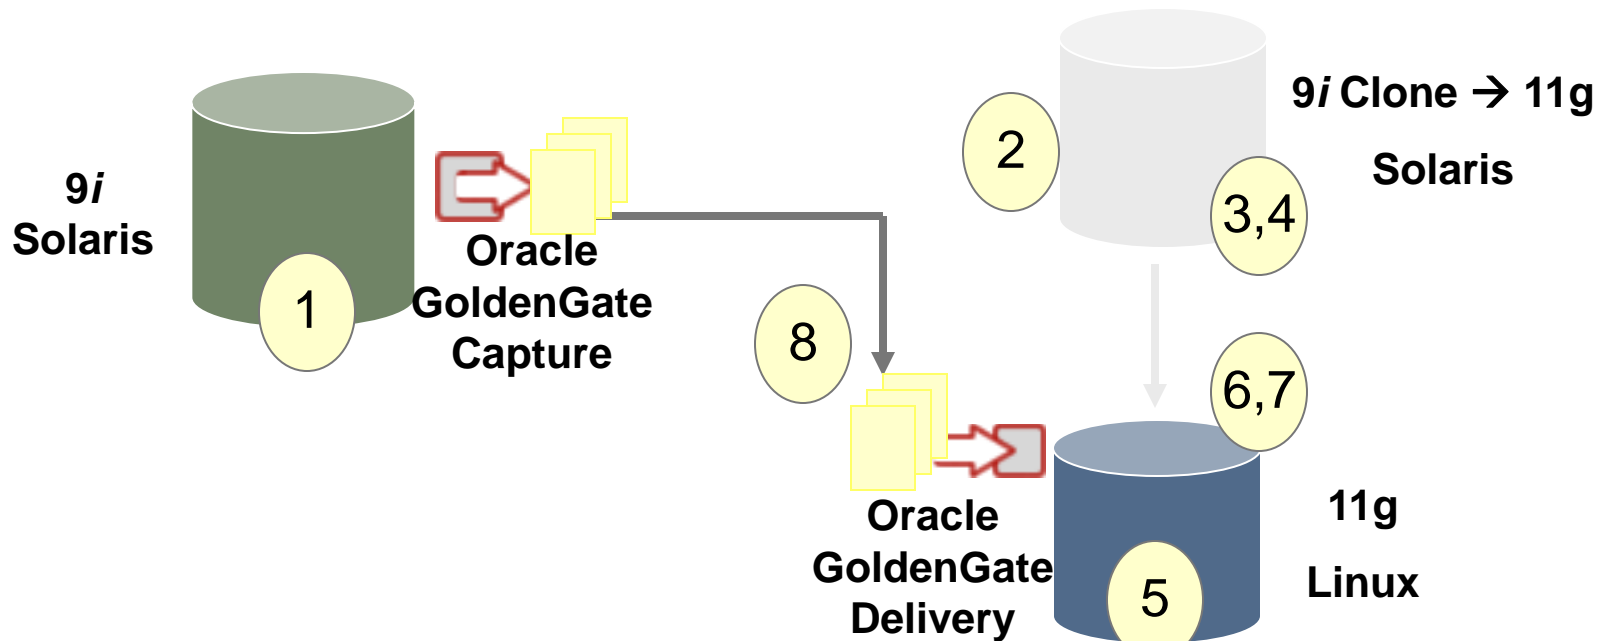 9i
Solaris
1
Oracle
GoldenGate
Capture
2
9i Clone → 11g
Solaris
3,4
8
6,7
Oracle
GoldenGate
Delivery
11g
Linux
5